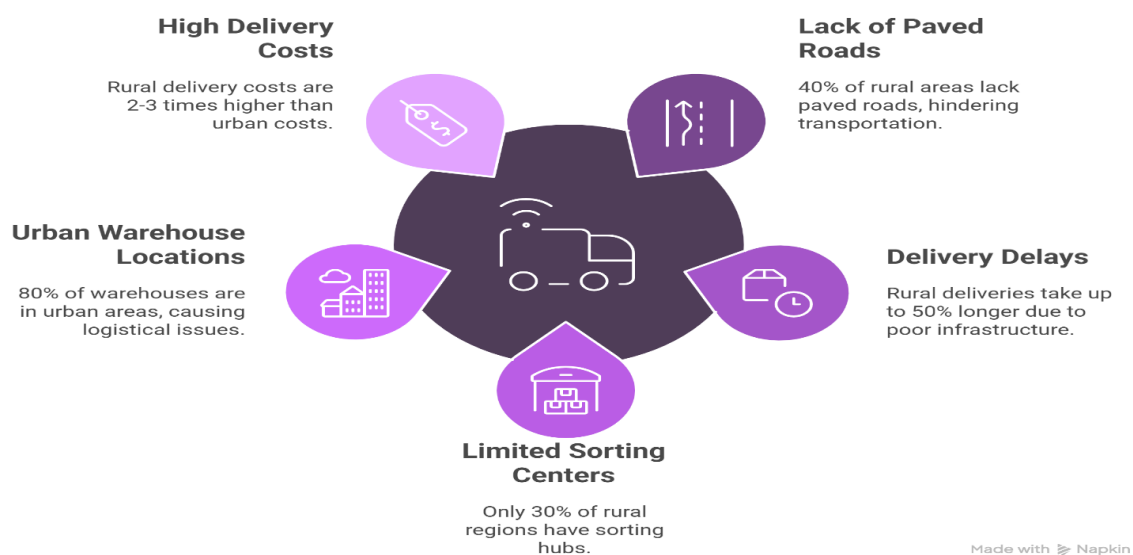 High Delivery
Costs
Rural delivery costs are
2-3 times higher than
urban costs.
Lack of Paved
Roads
40% of rural areas lack
paved roads, hindering
transportation.
Urban Warehouse
Locations
80% of warehouses are
in urban areas, causing
logistical issues.
Delivery Delays
Rural deliveries take up
to 50% longer due to
poor infrastructure.
Limited Sorting
Centers
Only 30% of rural
regions have sorting
hubs.
Made with Napkin